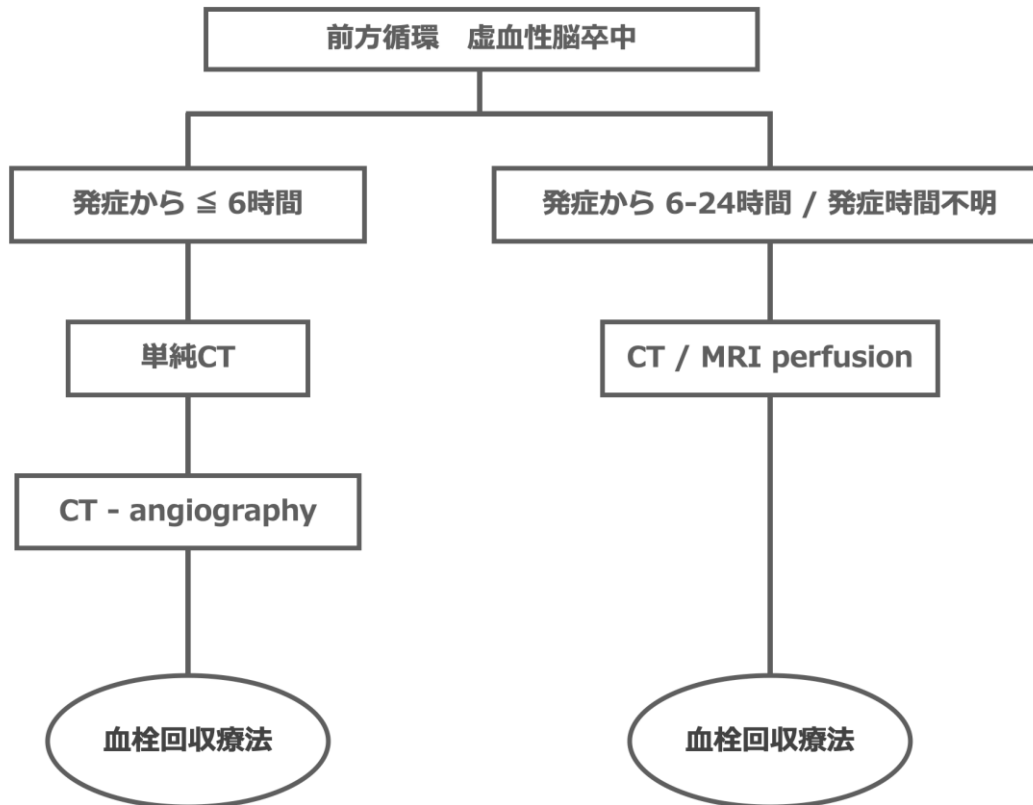 前方循環　虚血性脳卒中
発症から ≦ 6時間
発症から 6-24時間 / 発症時間不明
単純CT
CT / MRI perfusion
CT - angiography
血栓回収療法
血栓回収療法